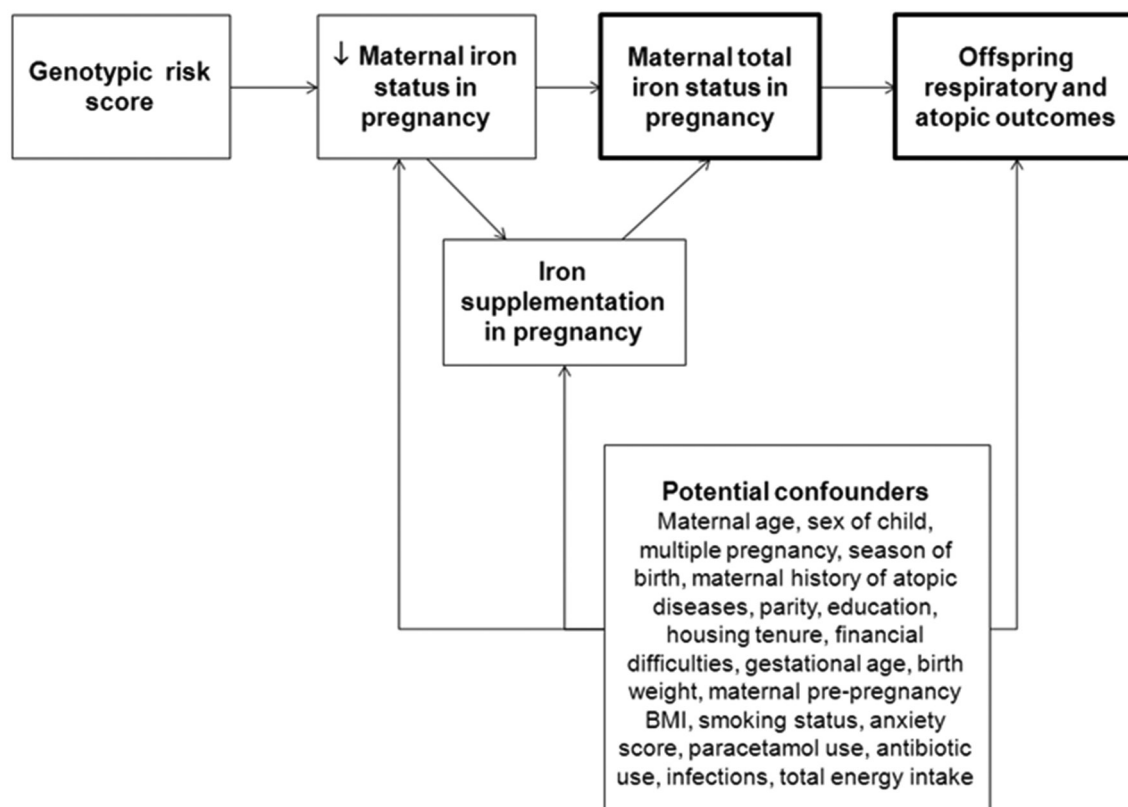 Genotypic risk
score
↓ Maternal iron
status in
pregnancy
Maternal total
iron status in
pregnancy
Offspring
respiratory and
atopic outcomes
Iron
supplementation
in pregnancy
Potential confounders
Maternal age, sex of child,
multiple pregnancy, season of
birth, maternal history of atopic
diseases, parity, education,
housing tenure, financial
difficulties, gestational age, birth
weight, maternal pre-pregnancy
BMI, smoking status, anxiety
score, paracetamol use, antibiotic
use, infections, total energy intake